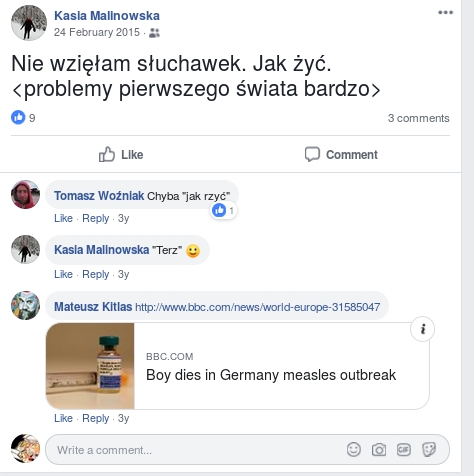 Kasia Malinowska
24 February 2015 ·
Nie wzięłam słuchawek. Jak żyć.
<problemy pierwszego świata bardzo>
9
3 comments
Like
Comment
Tomasz Woźniak Chyba "jak rzyć"
1
Like · Reply · 3y
Kasia Malinowska "Terz"
Like · Reply · 3y
Mateusz Kitlas http://www.bbc.com/news/world-europe-31585047
i
BBC.COM
Boy dies in Germany measles outbreak
Like · Reply · 3y
Write a comment...
GIF